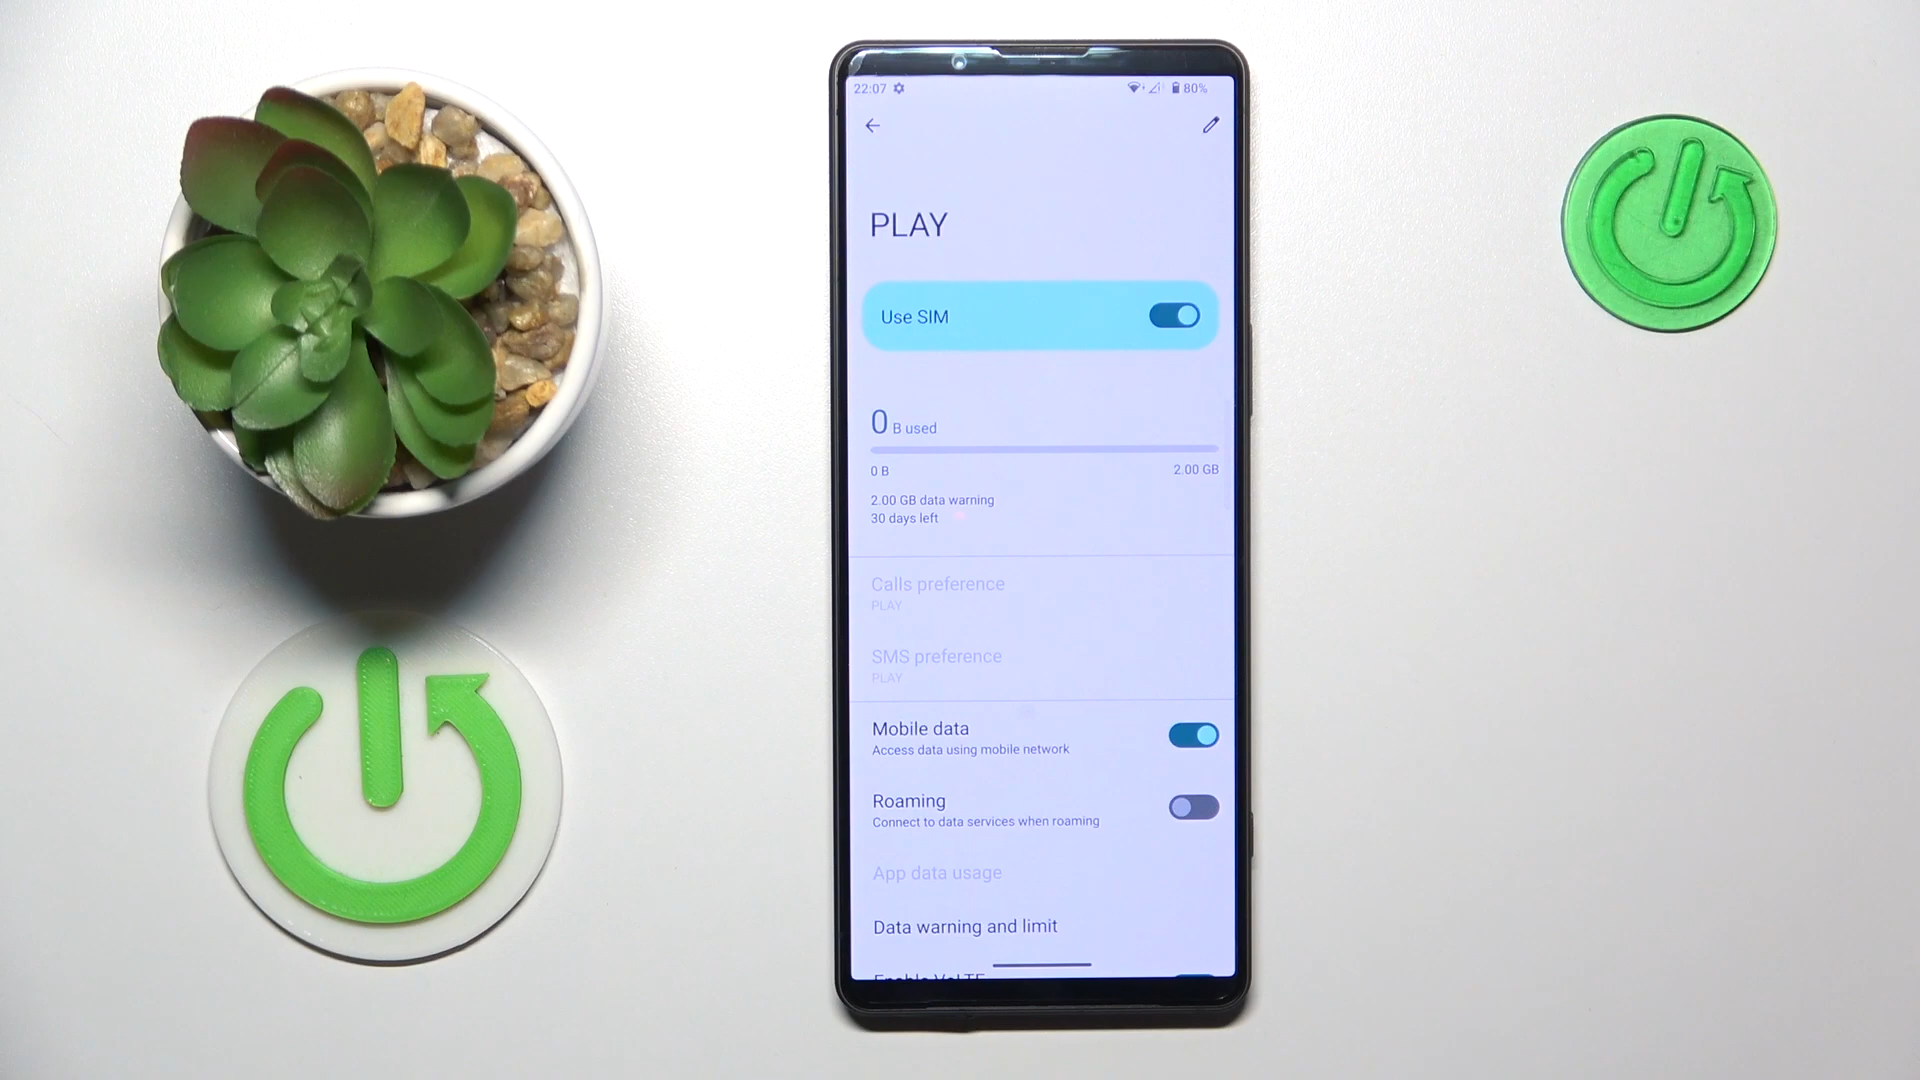 22:07 80%
PLAY
Use SIM
0 B used
0 B 2.00 GB
2.00 GB data warning
30 days left
Calls preference
PLAY
SMS preference
PLAY
Mobile data
Access data using mobile network
Roaming
Connect to data services when roaming
App data usage
Data warning and limit
Enable VoLTE